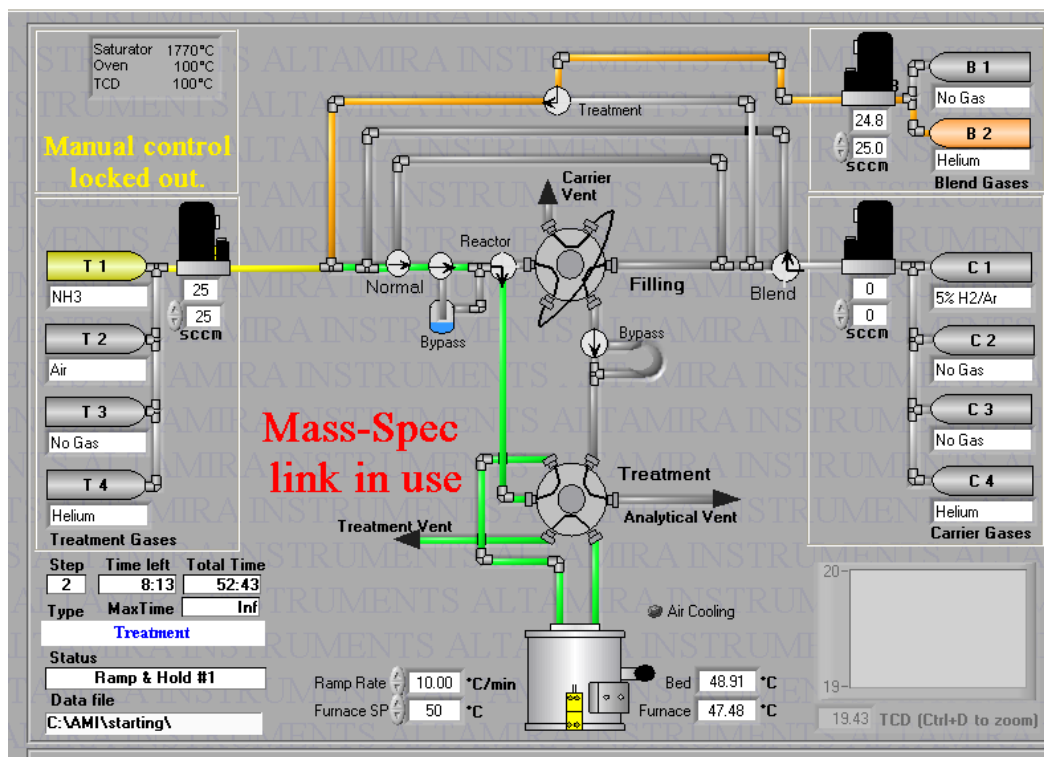 Saturator 1770°C
Oven 100°C
TCD 100°C
Manual control
locked out.
T 1
NH3
T 2
Air
T 3
No Gas
T 4
Helium
Treatment Gases
25
25
sccm
Treatment
Normal
Bypass
Reactor
Carrier
Vent
Filling
Bypass
Blend
B 1
No Gas
B 2
Helium
Blend Gases
24.8
25.0
sccm
0
0
sccm
C 1
5% H2/Ar
C 2
No Gas
C 3
No Gas
C 4
Helium
Carrier Gases
Mass-Spec
link in use
Treatment
Analytical Vent
Treatment Vent
Step Time left Total Time
2 8:13 52:43
Type MaxTime Inf
Treatment
Status
Ramp & Hold #1
Data file
C:\AMI\starting\
Air Cooling
Ramp Rate 10.00 °C/min
Furnace SP 50 °C
Bed 48.91 °C
Furnace 47.48 °C
20-
19-
19.43 TCD (Ctrl+D to zoom)
ALTAMIRA INSTRUMENTS